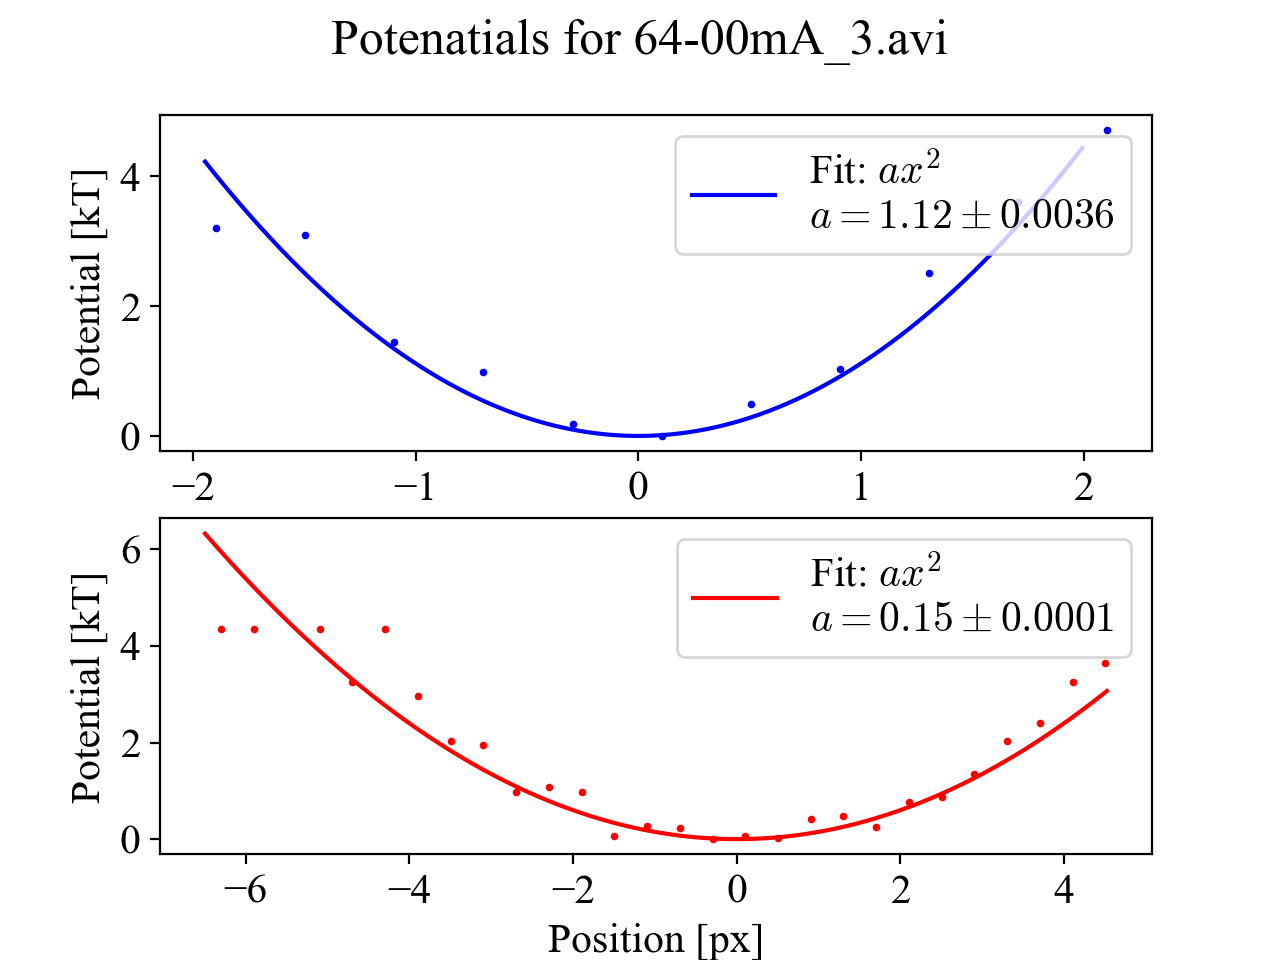 Potenatials for 64-00mA_3.avi
Potential [kT]
4
2
0
Fit: ax²
a = 1.12 ± 0.0036
−2 −1 0 1 2
Potential [kT]
6
4
2
0
Fit: ax²
a = 0.15 ± 0.0001
−6 −4 −2 0 2 4
Position [px]